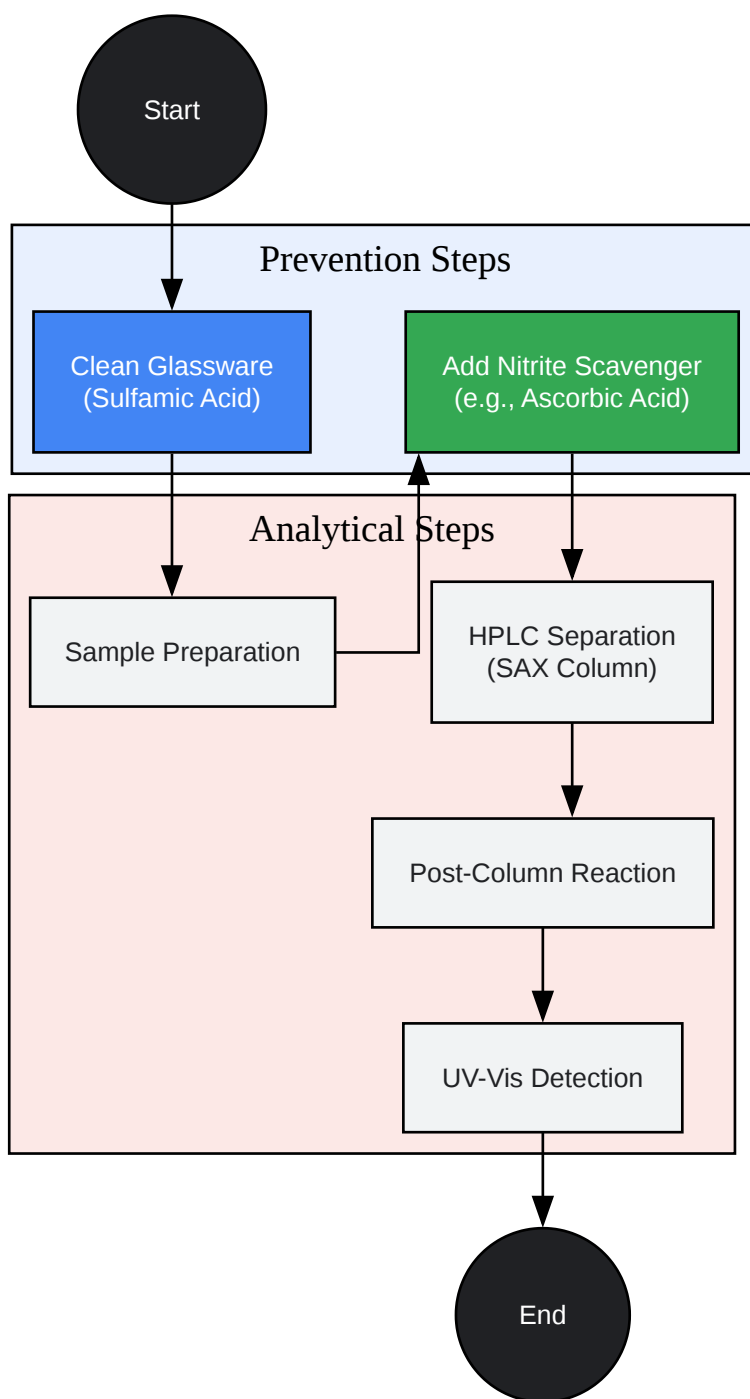 Start
Prevention Steps
Clean Glassware
(Sulfamic Acid)
Add Nitrite Scavenger
(e.g., Ascorbic Acid)
Analytical Steps
Sample Preparation
HPLC Separation
(SAX Column)
Post-Column Reaction
UV-Vis Detection
End